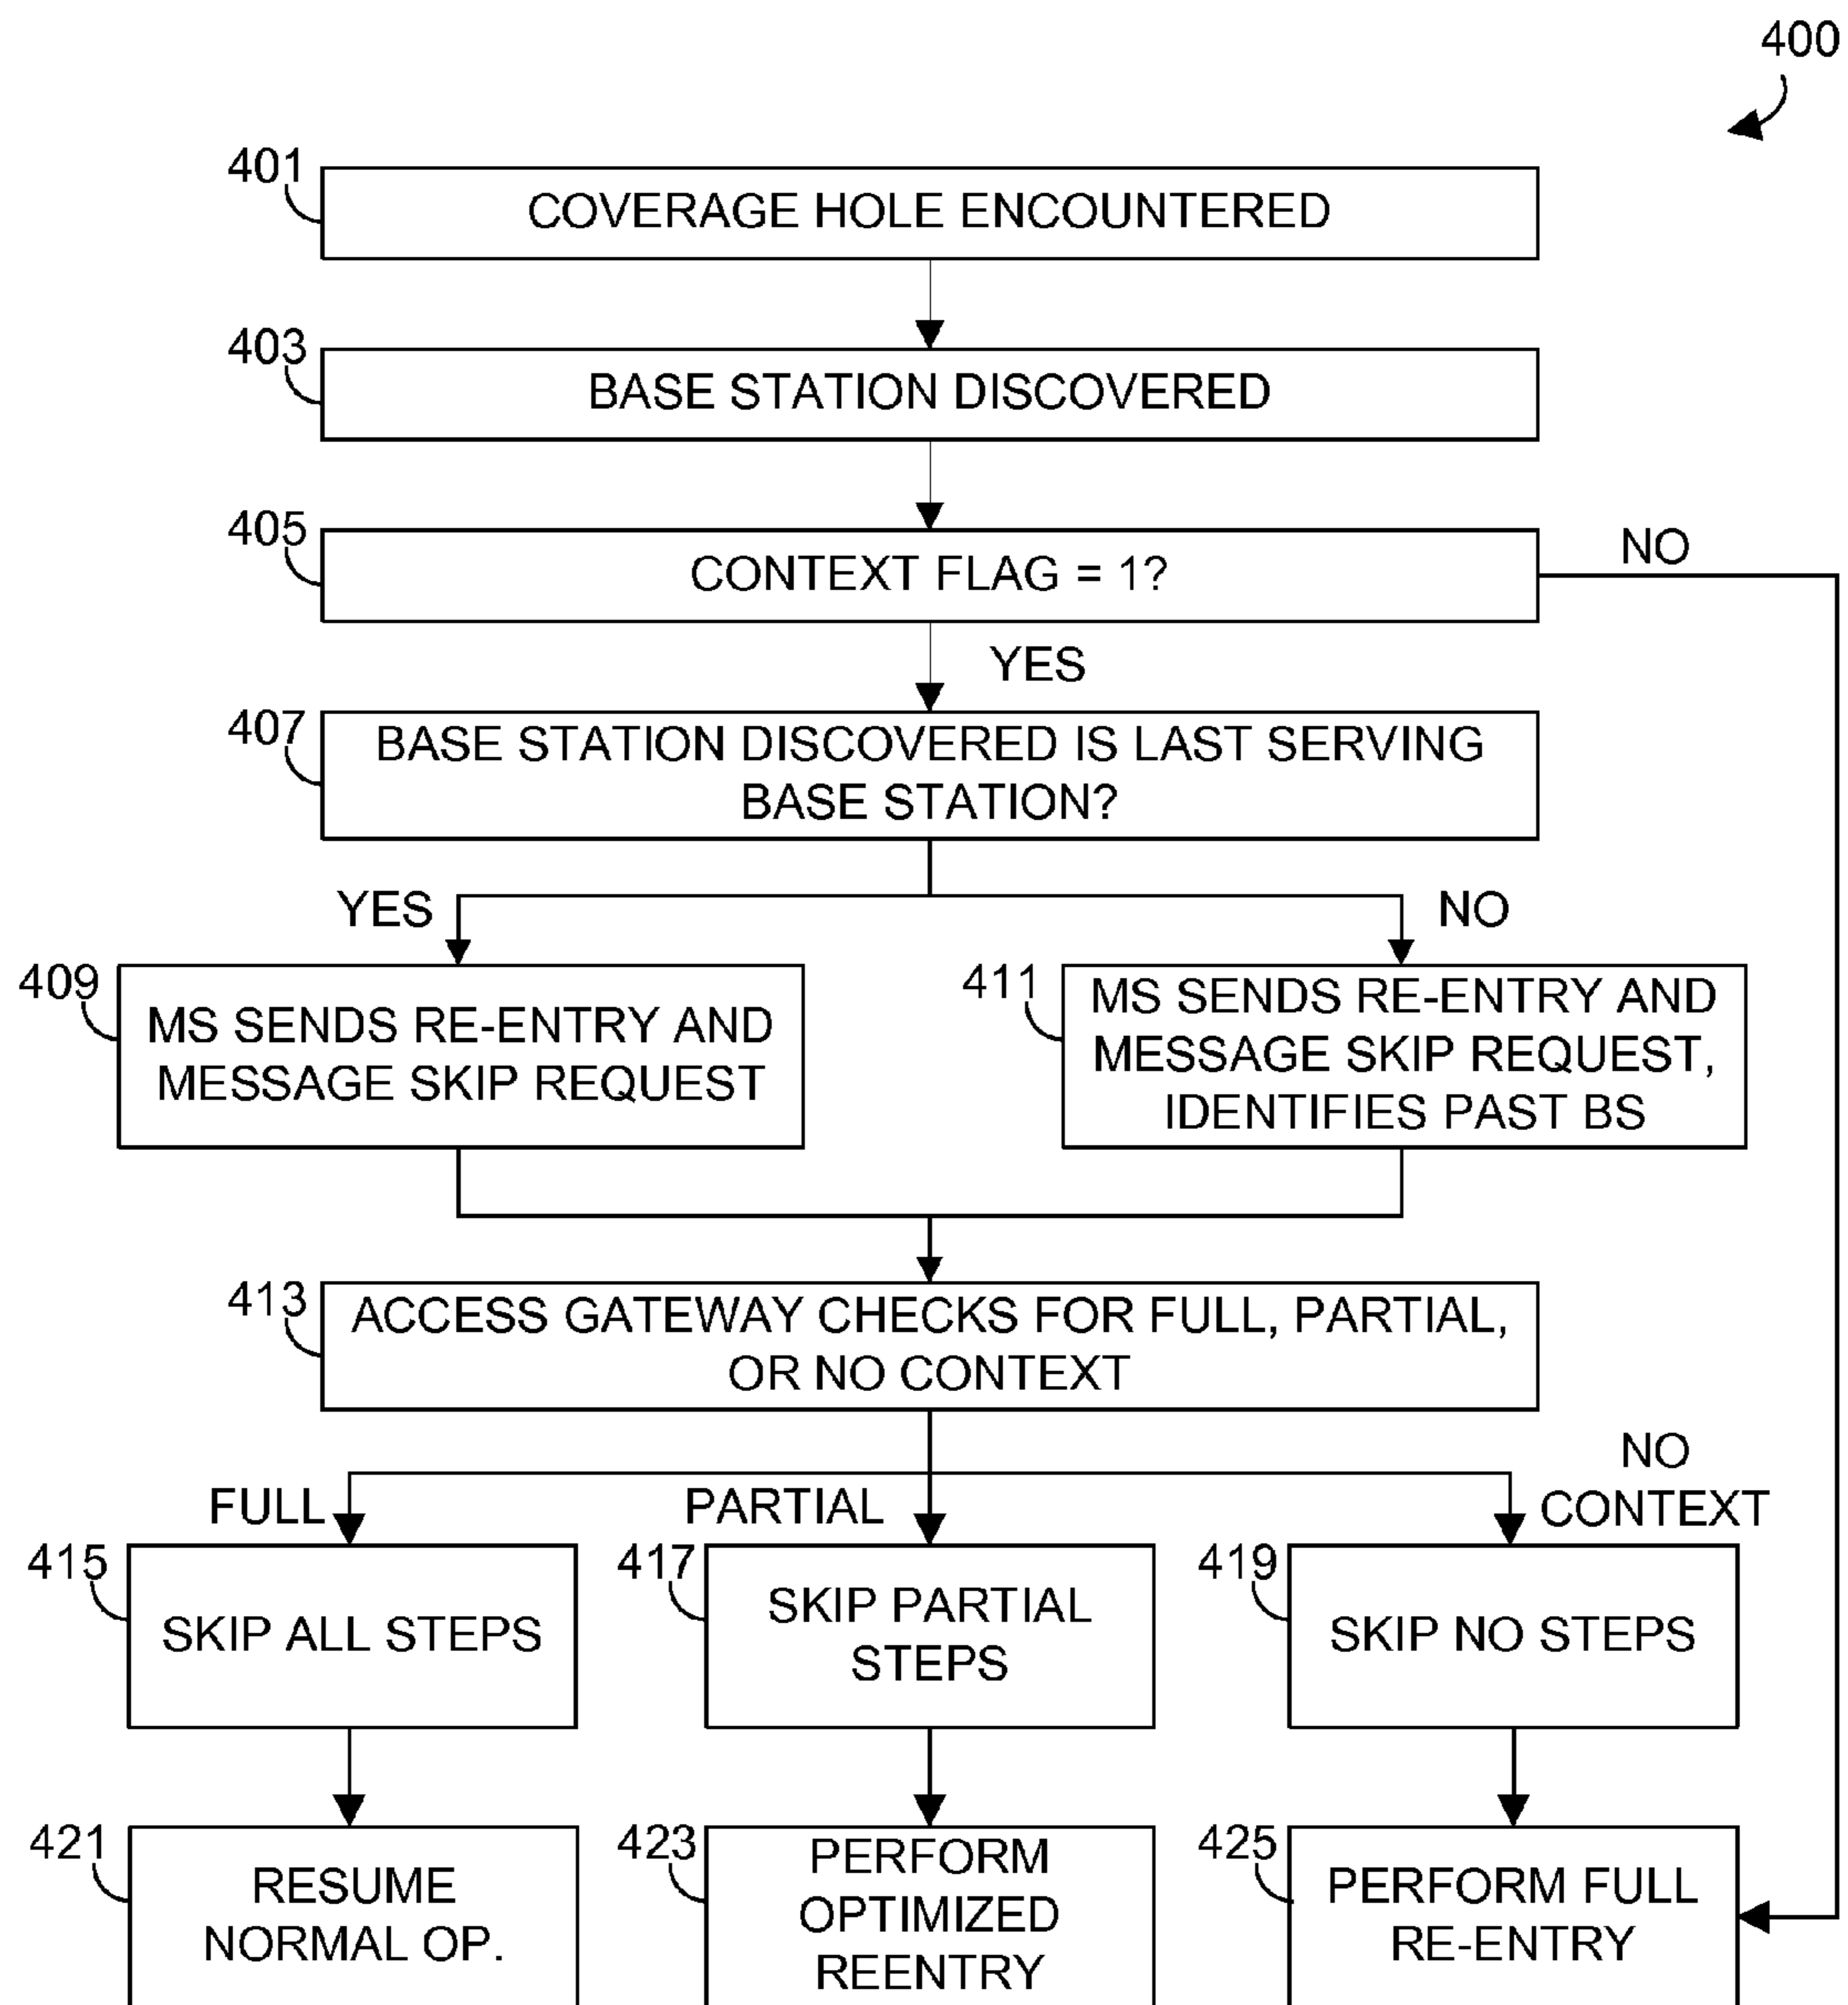 400
401
COVERAGE HOLE ENCOUNTERED
403
BASE STATION DISCOVERED
405
CONTEXT FLAG = 1?
NO
YES
407
BASE STATION DISCOVERED IS LAST SERVING
BASE STATION?
YES
NO
409
MS SENDS RE-ENTRY AND
MESSAGE SKIP REQUEST
411
MS SENDS RE-ENTRY AND
MESSAGE SKIP REQUEST,
IDENTIFIES PAST BS
413
ACCESS GATEWAY CHECKS FOR FULL, PARTIAL,
OR NO CONTEXT
FULL
PARTIAL
NO
CONTEXT
415
SKIP ALL STEPS
417
SKIP PARTIAL
STEPS
419
SKIP NO STEPS
421
RESUME
NORMAL OP.
423
PERFORM
OPTIMIZED
REENTRY
425
PERFORM FULL
RE-ENTRY